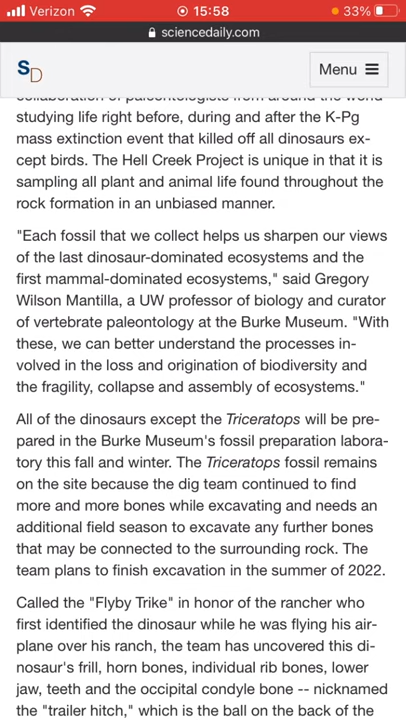 Verizon 15:58 33%
sciencedaily.com
SD Menu
collaboration of paleontologists from around the world
studying life right before, during and after the K-Pg
mass extinction event that killed off all dinosaurs ex-
cept birds. The Hell Creek Project is unique in that it is
sampling all plant and animal life found throughout the
rock formation in an unbiased manner.
"Each fossil that we collect helps us sharpen our views
of the last dinosaur-dominated ecosystems and the
first mammal-dominated ecosystems," said Gregory
Wilson Mantilla, a UW professor of biology and curator
of vertebrate paleontology at the Burke Museum. "With
these, we can better understand the processes in-
volved in the loss and origination of biodiversity and
the fragility, collapse and assembly of ecosystems."
All of the dinosaurs except the Triceratops will be pre-
pared in the Burke Museum's fossil preparation labora-
tory this fall and winter. The Triceratops fossil remains
on the site because the dig team continued to find
more and more bones while excavating and needs an
additional field season to excavate any further bones
that may be connected to the surrounding rock. The
team plans to finish excavation in the summer of 2022.
Called the "Flyby Trike" in honor of the rancher who
first identified the dinosaur while he was flying his air-
plane over his ranch, the team has uncovered this di-
nosaur's frill, horn bones, individual rib bones, lower
jaw, teeth and the occipital condyle bone -- nicknamed
the "trailer hitch," which is the ball on the back of the